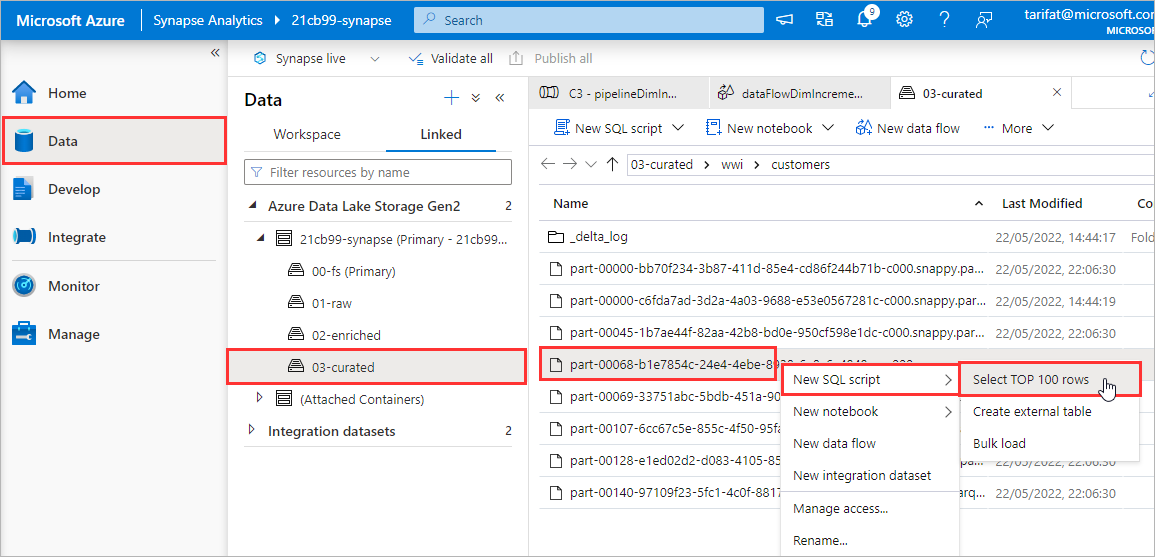 Microsoft Azure Synapse Analytics 21cb99-synapse Search 9 tarifat@microsoft.com
MICROSOFT
Synapse live Validate all Publish all
Home
Data
Develop
Integrate
Monitor
Manage
Data
Workspace Linked
Filter resources by name
Azure Data Lake Storage Gen2 2
21cb99-synapse (Primary - 21cb99...
00-fs (Primary)
01-raw
02-enriched
03-curated
(Attached Containers)
Integration datasets 2
C3 - pipelineDimIn... dataFlowDimIncreme... 03-curated
New SQL script New notebook New data flow ... More
03-curated wwi customers
Name Last Modified Co
_delta_log 22/05/2022, 14:44:17 Fold
part-00000-bb70f234-3b87-411d-85e4-cd86f244b71b-c000.snappy.pa... 22/05/2022, 22:06:30
part-00000-c6fda7ad-3d2a-4a03-9688-e53e0567281c-c000.snappy.par... 22/05/2022, 14:44:19
part-00045-1b7ae44f-82aa-42b8-bd0e-950cf598e1dc-c000.snappy.par... 22/05/2022, 22:06:30
part-00068-b1e7854c-24e4-4ebe-
part-00069-33751abc-5bdb-451a-90
part-00107-6cc67c5e-855c-4f50-95fa
part-00128-e1ed02d2-d083-4105-85 pa... 22/05/2022, 22:06:30
part-00140-97109f23-5fc1-4c0f-8817 arq... 22/05/2022, 22:06:30
New SQL script
New notebook
New data flow
New integration dataset
Manage access...
Rename...
Select TOP 100 rows
Create external table
Bulk load